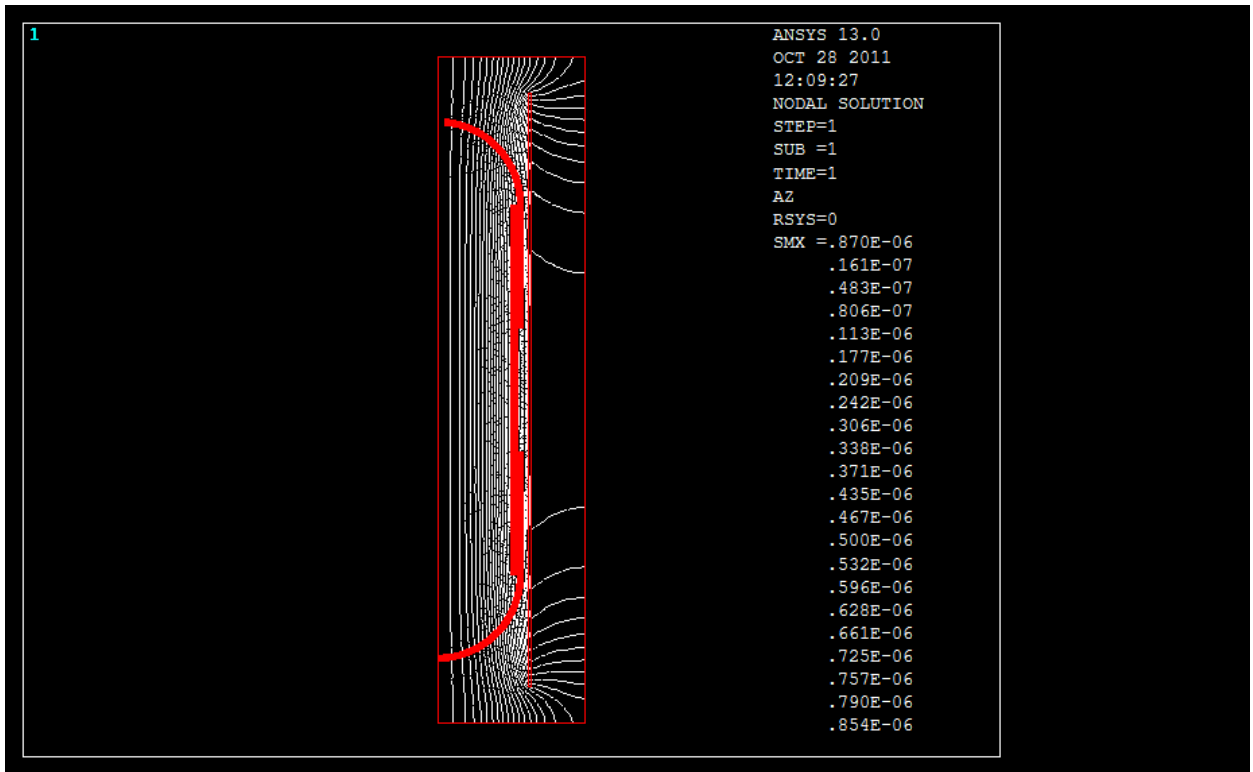 1
ANSYS 13.0
OCT 28 2011
12:09:27
NODAL SOLUTION
STEP=1
SUB =1
TIME=1
AZ
RSYS=0
SMX =.870E-06
.161E-07
.483E-07
.806E-07
.113E-06
.177E-06
.209E-06
.242E-06
.306E-06
.338E-06
.371E-06
.435E-06
.467E-06
.500E-06
.532E-06
.596E-06
.628E-06
.661E-06
.725E-06
.757E-06
.790E-06
.854E-06